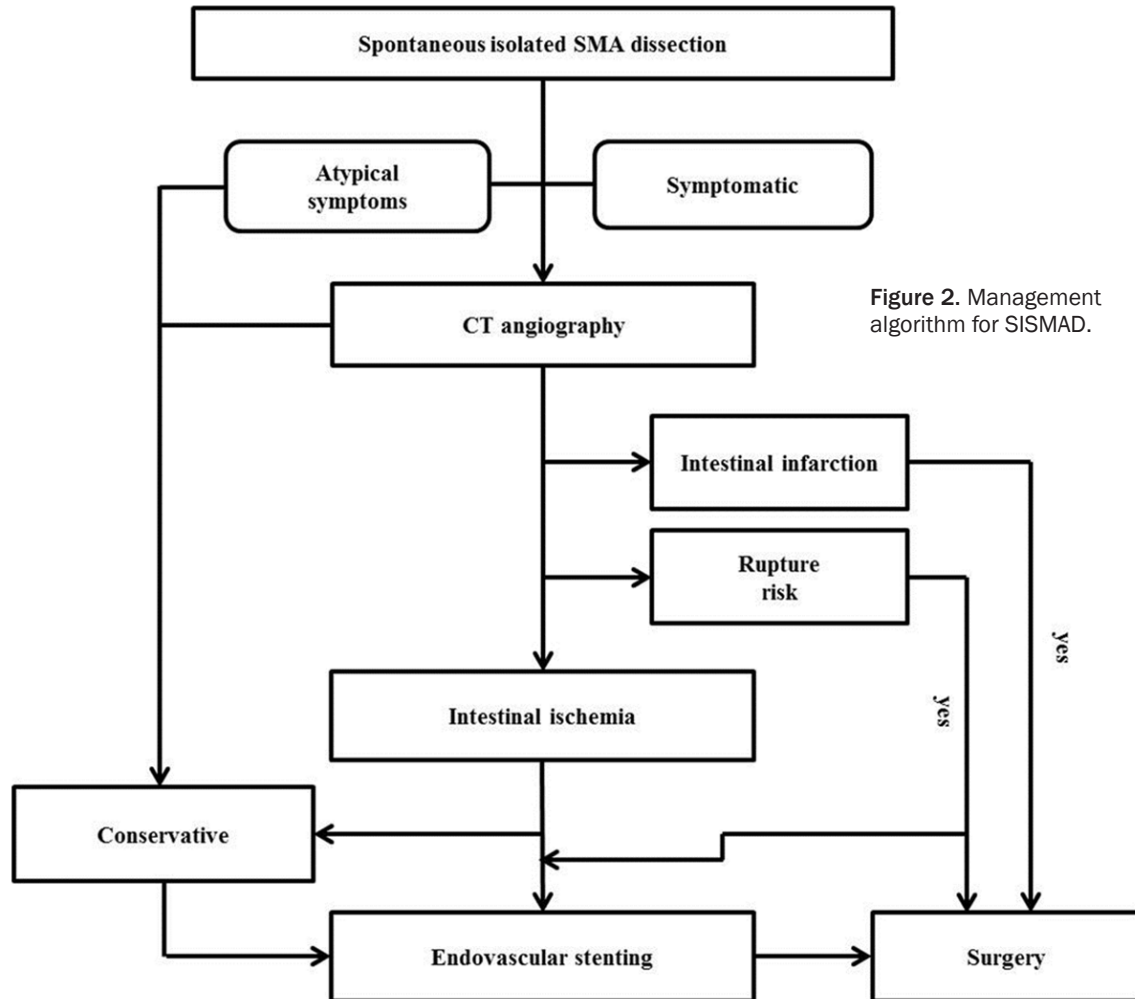 Spontaneous isolated SMA dissection
Atypical
symptoms
Symptomatic
CT angiography
Figure 2. Management
algorithm for SISMAD.
Intestinal infarction
Rupture
risk
yes
yes
Intestinal ischemia
Conservative
Endovascular stenting
Surgery